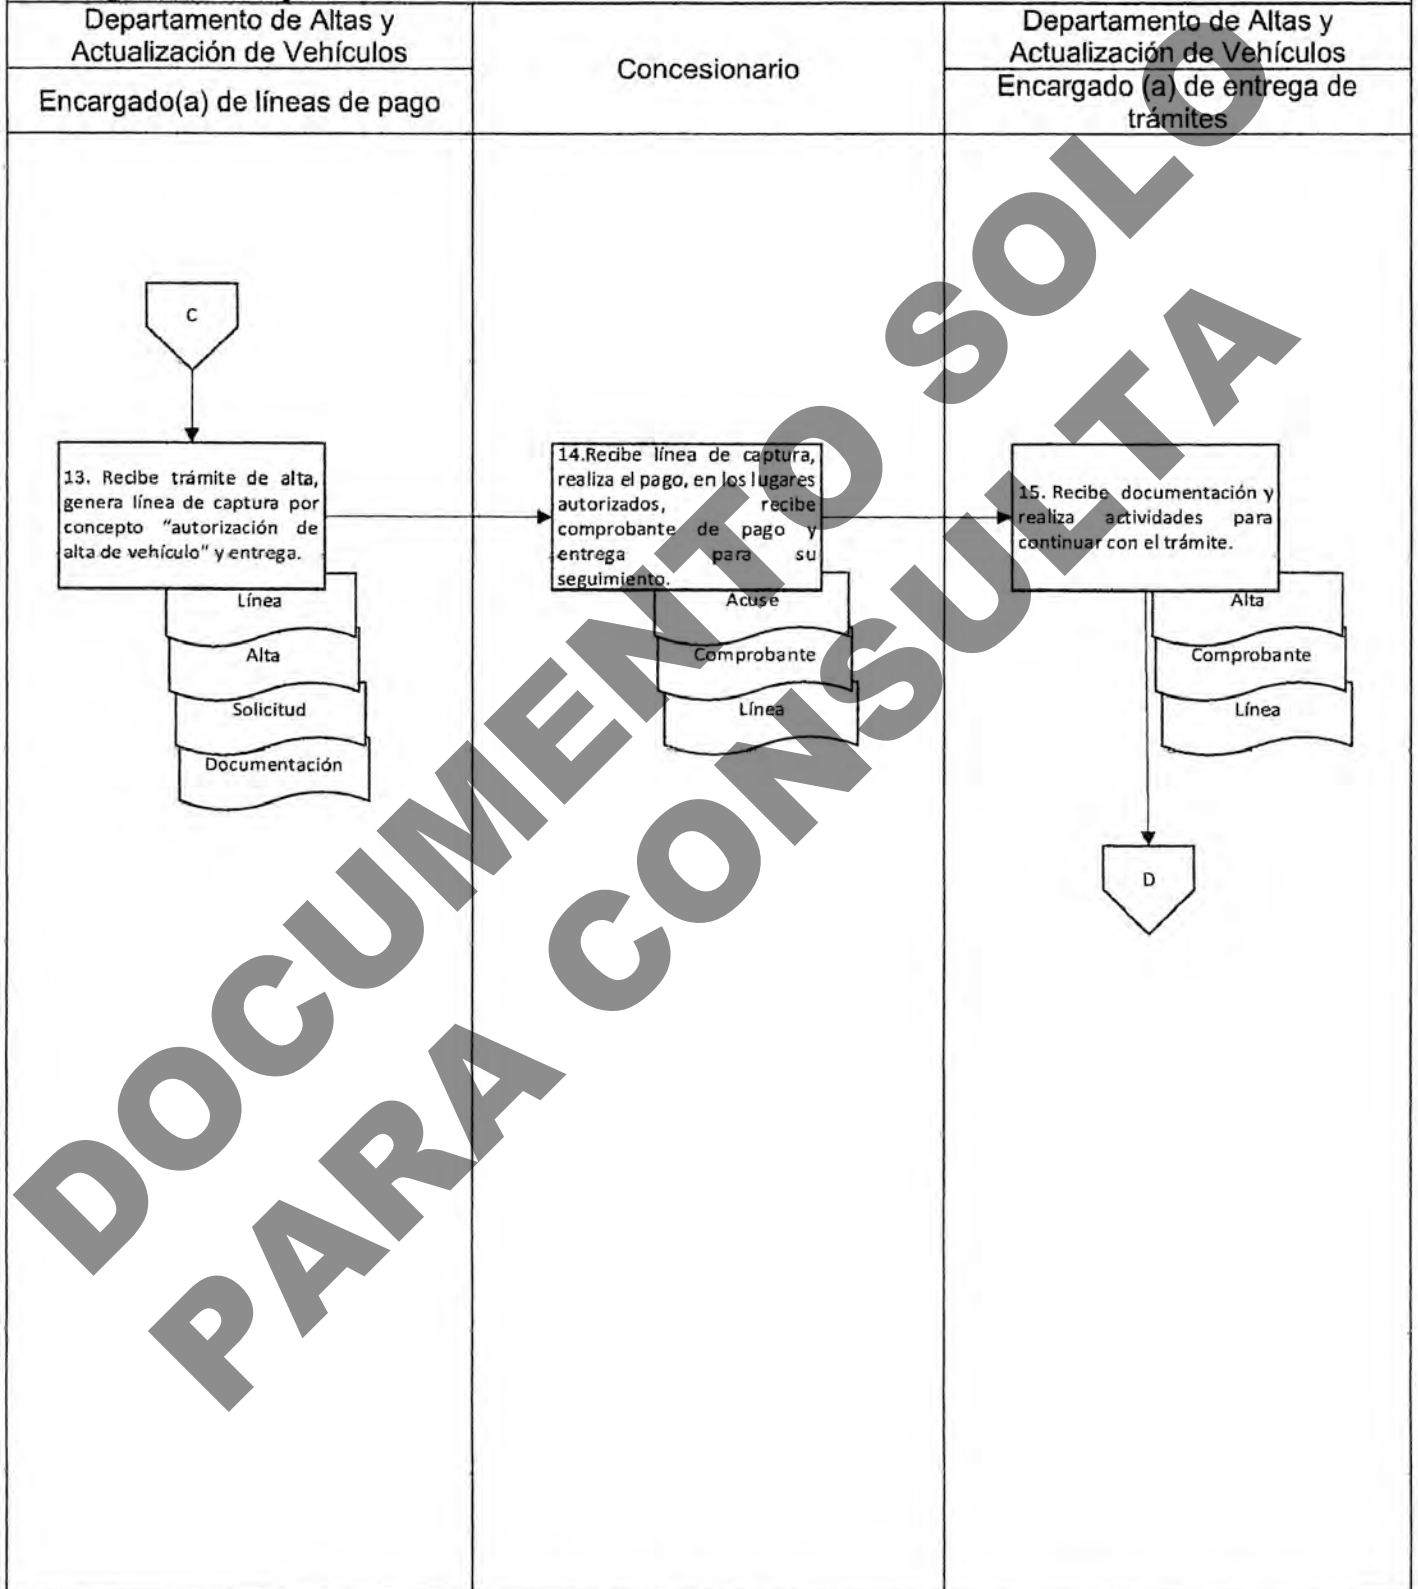 Departamento de Altas y
Actualización de Vehículos
Encargado(a) de líneas de pago
Concesionario
Departamento de Altas y
Actualización de Vehículos
Encargado (a) de entrega de
trámites
C
13. Recibe trámite de alta,
genera línea de captura por
concepto "autorización de
alta de vehículo" y entrega.
Línea
Alta
Solicitud
Documentación
14.Recibe línea de captura,
realiza el pago, en los lugares
autorizados, recibe
comprobante de pago y
entrega para su
seguimiento.
Acuse
Comprobante
Línea
15. Recibe documentación y
realiza actividades para
continuar con el trámite.
Alta
Comprobante
Línea
D
DOCUMENTO SOLO
PARA CONSULTA